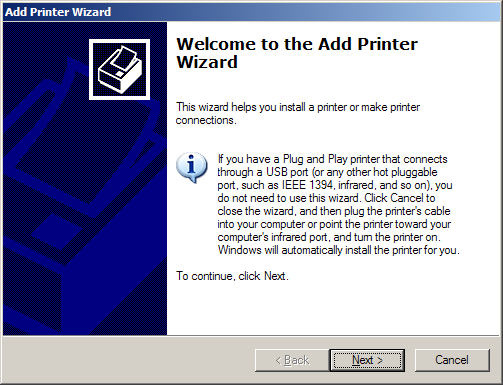 Add Printer Wizard
Welcome to the Add Printer
Wizard
This wizard helps you install a printer or make printer
connections.
If you have a Plug and Play printer that connects
through a USB port (or any other hot pluggable
port, such as IEEE 1394, infrared, and so on), you
do not need to use this wizard. Click Cancel to
close the wizard, and then plug the printer's cable
into your computer or point the printer toward your
computer's infrared port, and turn the printer on.
Windows will automatically install the printer for you.
To continue, click Next.
< Back
Next >
Cancel